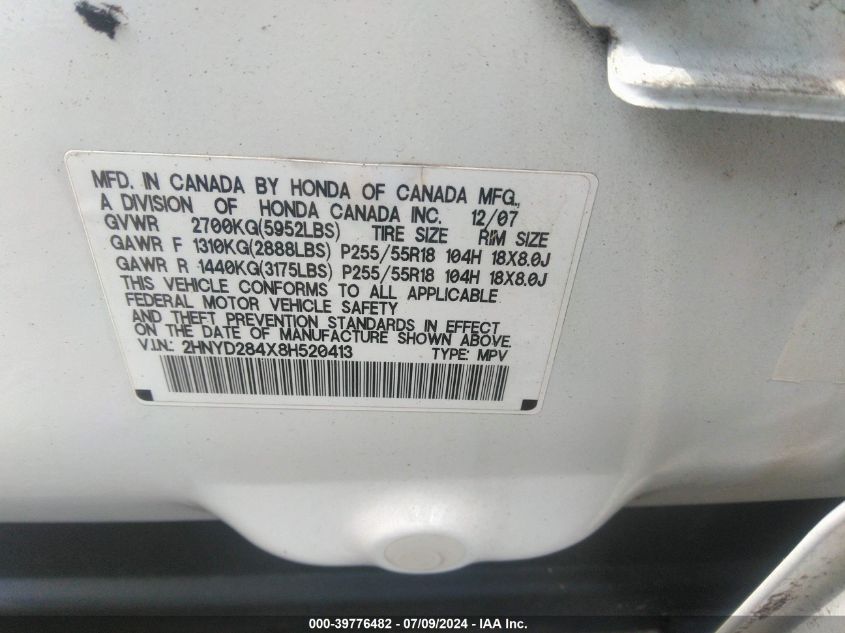 MFD. IN CANADA BY HONDA OF CANADA MFG.,
A DIVISION OF HONDA CANADA INC. 12/07
GVWR 2700KG(5952LBS) TIRE SIZE RIM SIZE
GAWR F 1310KG(2888LBS) P255/55R18 104H 18X8.0J
GAWR R 1440KG(3175LBS) P255/55R18 104H 18X8.0J
THIS VEHICLE CONFORMS TO ALL APPLICABLE
FEDERAL MOTOR VEHICLE SAFETY
AND THEFT PREVENTION STANDARDS IN EFFECT
ON THE DATE OF MANUFACTURE SHOWN ABOVE.
V.I.N.: 2HNYD284X8H520413 TYPE: MPV
000-39776482 - 07/09/2024 - IAA Inc.